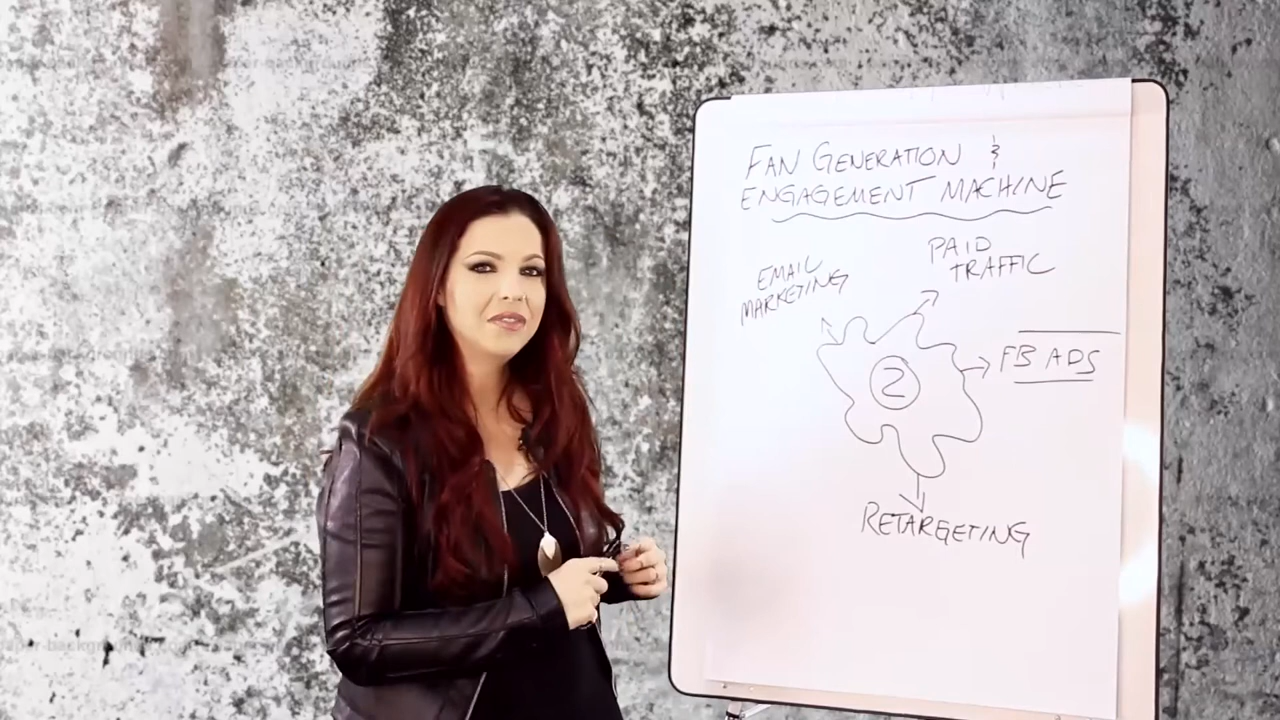 FAN GENERATION &
ENGAGEMENT MACHINE
EMAIL
MARKETING
PAID
TRAFFIC
FB ADS
2
RETARGETING